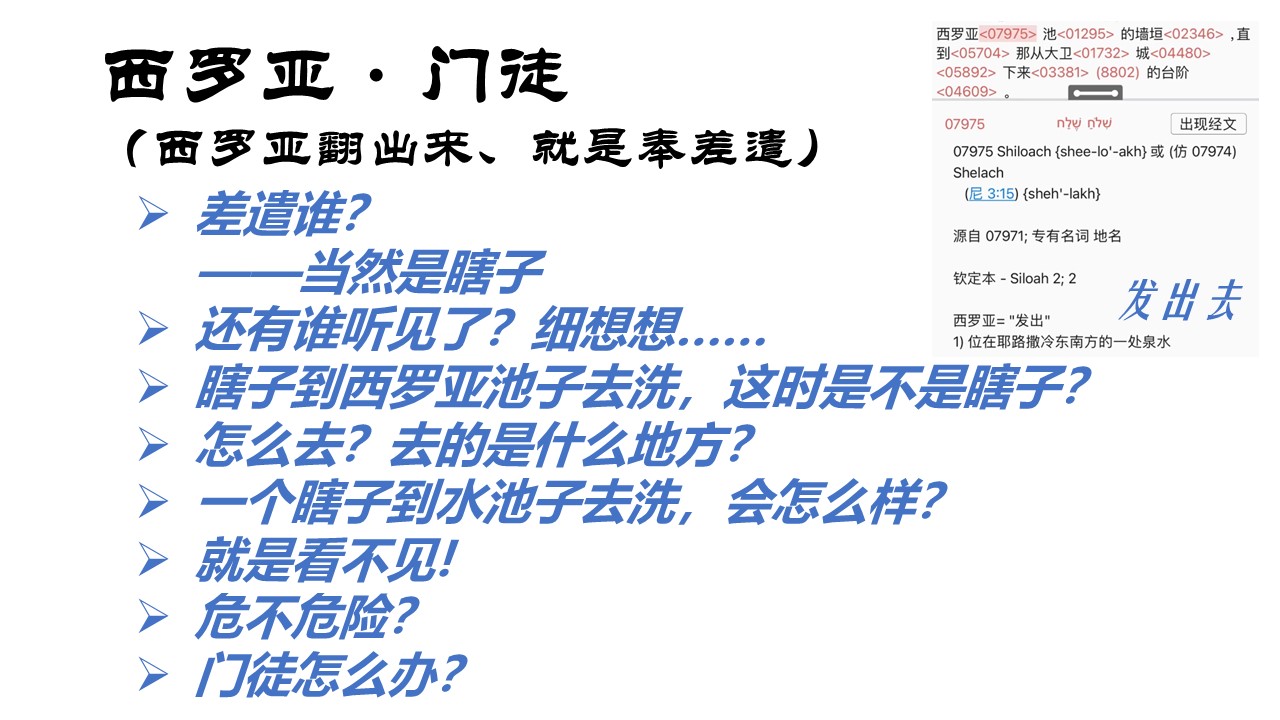 西罗亚·门徒
（西罗亚翻出来、就是奉差遣）
➢ 差遣谁？
——当然是瞎子
➢ 还有谁听见了？细想想……
➢ 瞎子到西罗亚池子去洗，这时是不是瞎子？
➢ 怎么去？去的是什么地方？
➢ 一个瞎子到水池子去洗，会怎么样？
➢ 就是看不见！
➢ 危不危险？
➢ 门徒怎么办？
西罗亚<07975> 池<01295> 的墙垣<02346> ,直
到<05704> 那从大卫<01732> 城<04480>
<05892> 下来<03381> (8802) 的台阶
<04609> 。
07975 שִׁלֹחַ שֶׁלַח 出现经文
07975 Shiloach {shee-lo'-akh} 或 (仿 07974)
Shelach
(尼 3:15) {sheh'-lakh}
源自 07971; 专有名词 地名
钦定本 - Siloah 2; 2
发出去
西罗亚= "发出"
1) 位在耶路撒冷东南方的一处泉水